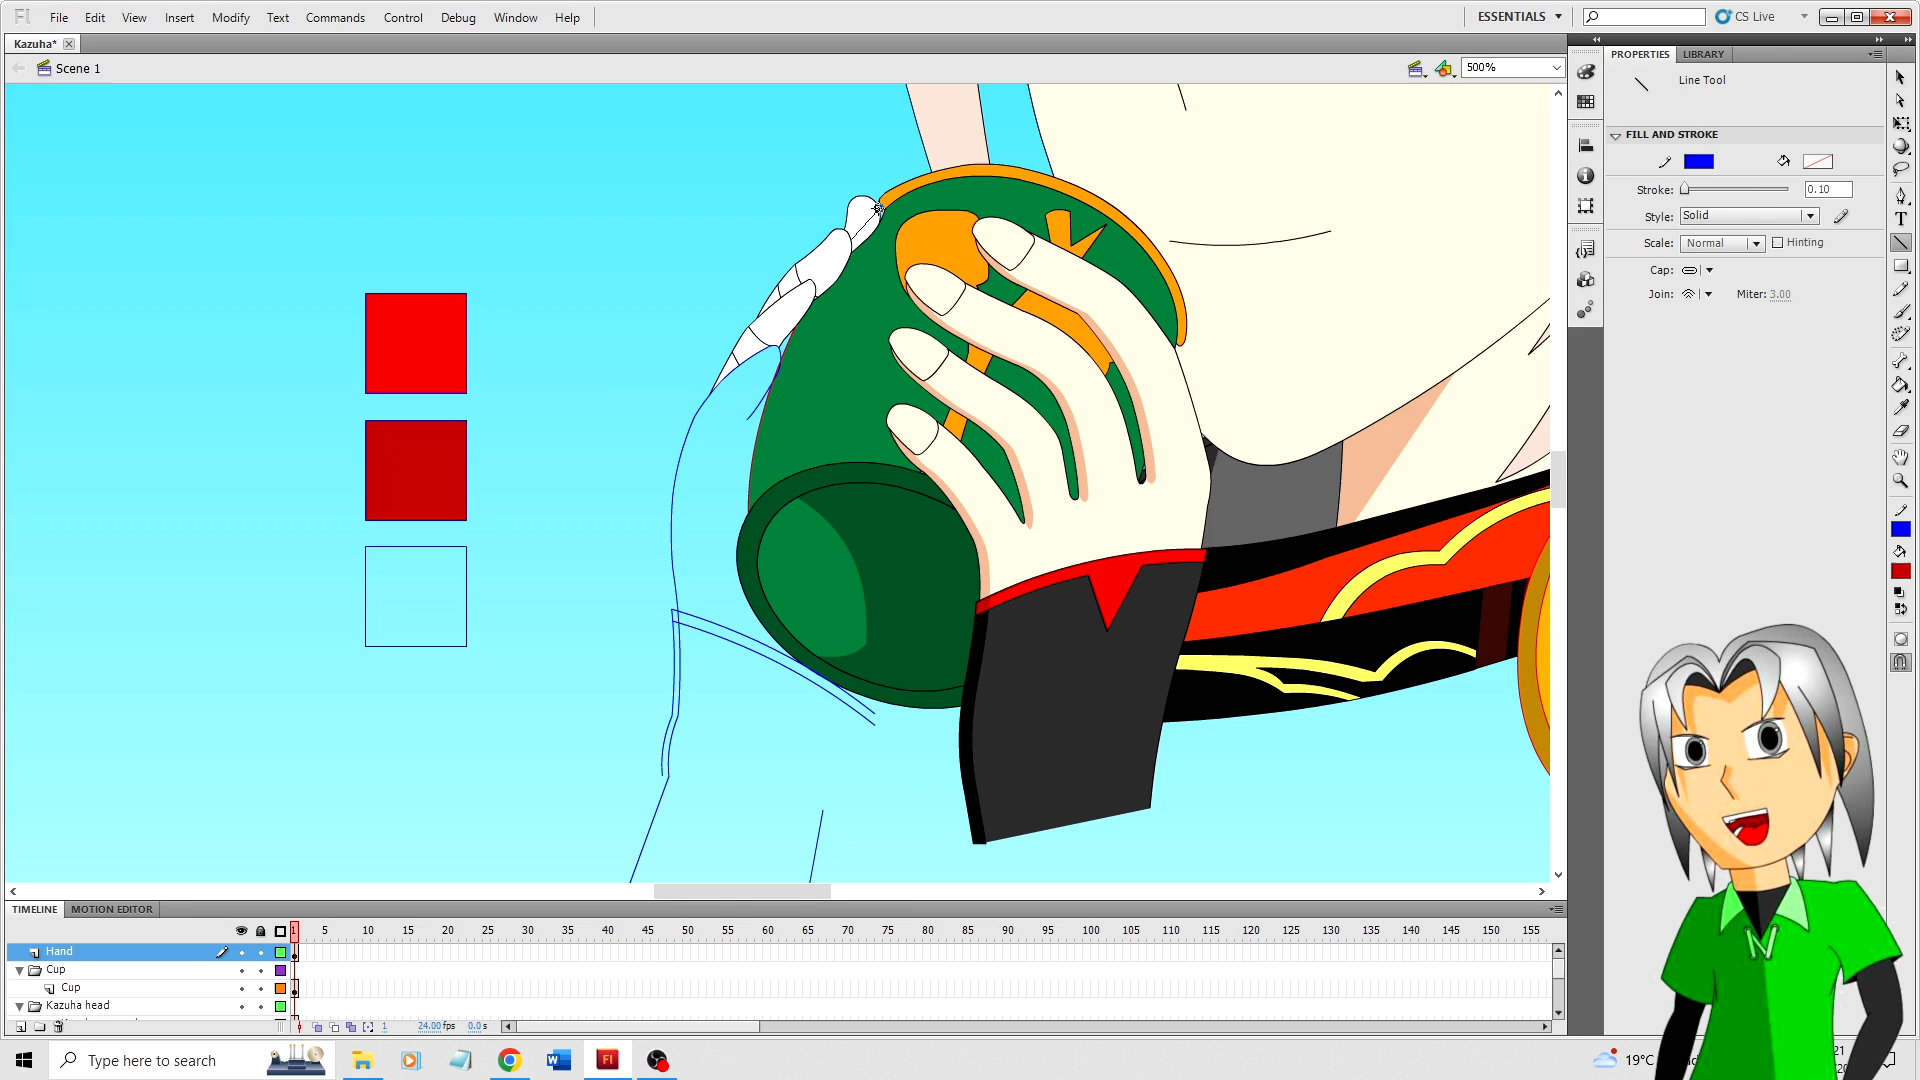 Fl File Edit View Insert Modify Text Commands Control Debug Window Help ESSENTIALS CS Live
Kazuha*
Scene 1
500%
PROPERTIES LIBRARY
Line Tool
FILL AND STROKE
Stroke: 0.10
Style: Solid
Scale: Normal Hinting
Cap:
Join: Miter: 3.00
T
TIMELINE MOTION EDITOR
1 5 10 15 20 25 30 35 40 45 50 55 60 65 70 75 80 85 90 95 100 105 110 115 120 125 130 135 140 145 150 155
Hand
Cup
Cup
Kazuha head
1 24.00 fps 0.0 s
Type here to search
W
Fl
19°C
21
N